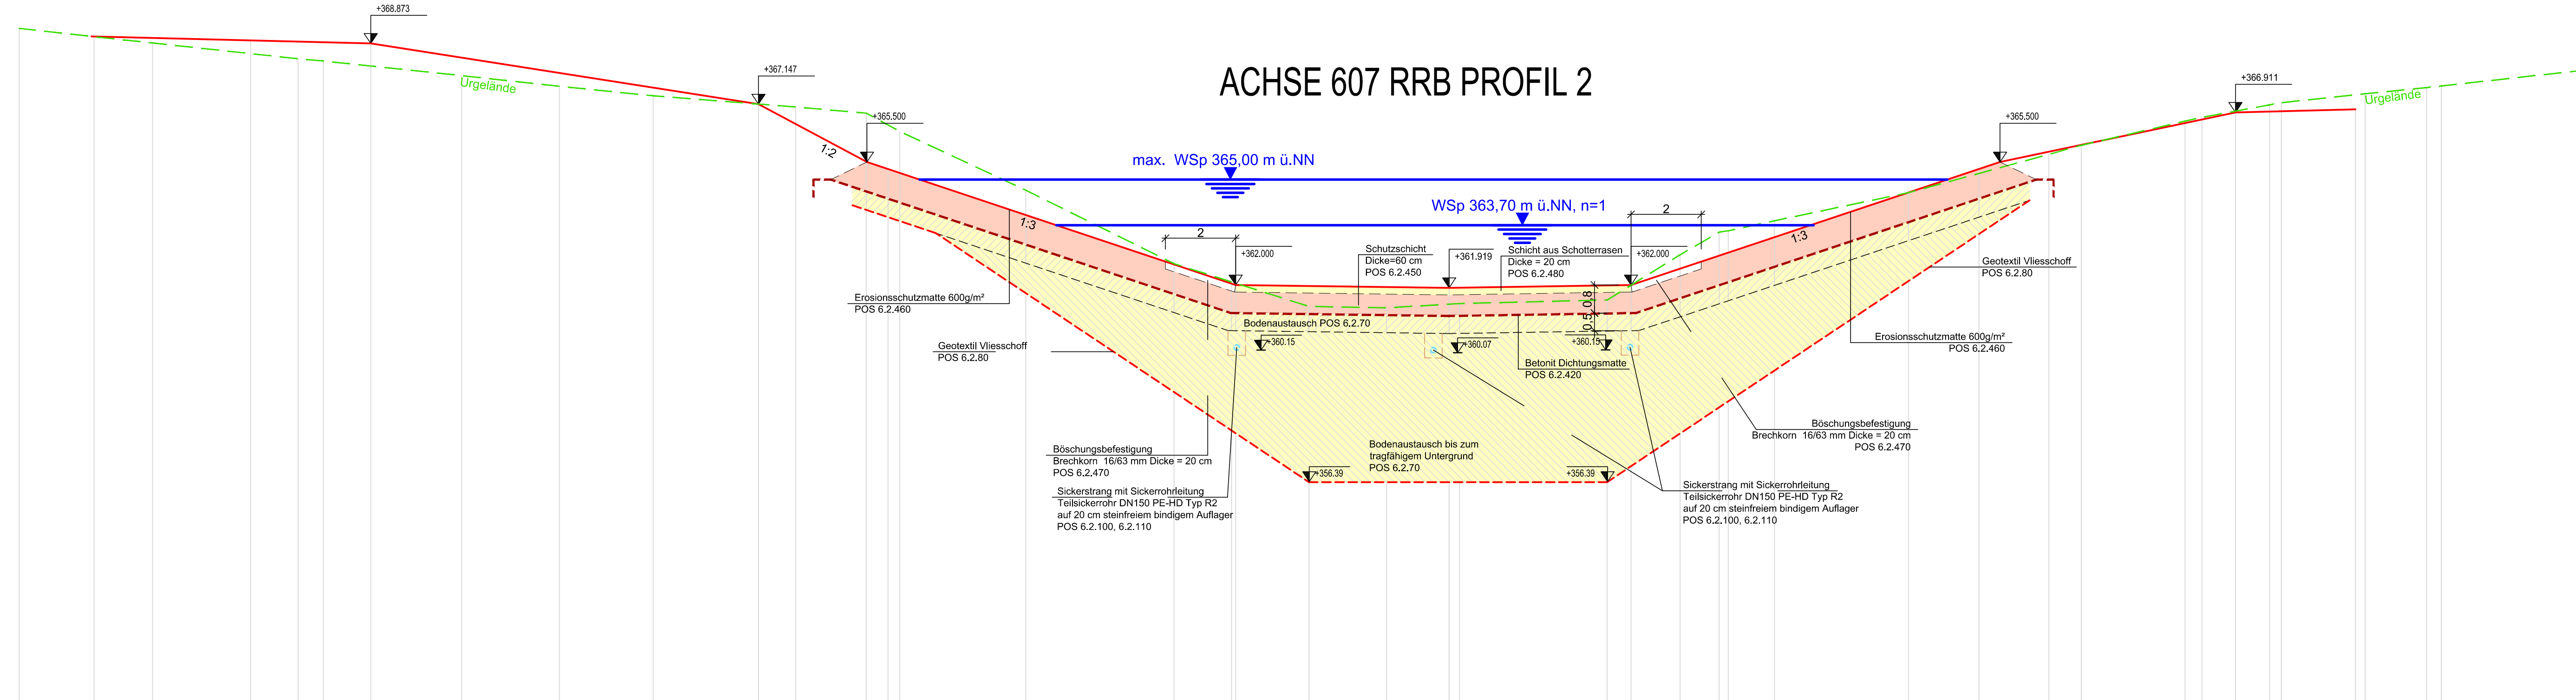 +368.873
ACHSE 607 RRB PROFIL 2
+367.147
+366.911
Urgelände
Urgelände
+365.500
+365.500
1:2
max. WSp 365,00 m ü.NN
WSp 363,70 m ü.NN, n=1
1:3
1:3
2
2
+362.000
Schutzschicht
Dicke=60 cm
POS 6.2.450
+361.919
Schicht aus Schotterrasen
Dicke = 20 cm
POS 6.2.480
+362.000
Geotextil Vliesschoff
POS 6.2.80
Erosionsschutzmatte 600g/m²
POS 6.2.460
0,8
0,5
Bodenaustausch POS 6.2.70
+360.15
+360.07
+360.15
Erosionsschutzmatte 600g/m²
POS 6.2.460
Geotextil Vliesschoff
POS 6.2.80
Betonit Dichtungsmatte
POS 6.2.420
Böschungsbefestigung
Brechkorn 16/63 mm Dicke = 20 cm
POS 6.2.470
Bodenaustausch bis zum
tragfähigem Untergrund
POS 6.2.70
+356.39
+356.39
Böschungsbefestigung
Brechkorn 16/63 mm Dicke = 20 cm
POS 6.2.470
Sickerstrang mit Sickerrohrleitung
Teilsickerrohr DN150 PE-HD Typ R2
auf 20 cm steinfreiem bindigem Auflager
POS 6.2.100, 6.2.110
Sickerstrang mit Sickerrohrleitung
Teilsickerrohr DN150 PE-HD Typ R2
auf 20 cm steinfreiem bindigem Auflager
POS 6.2.100, 6.2.110